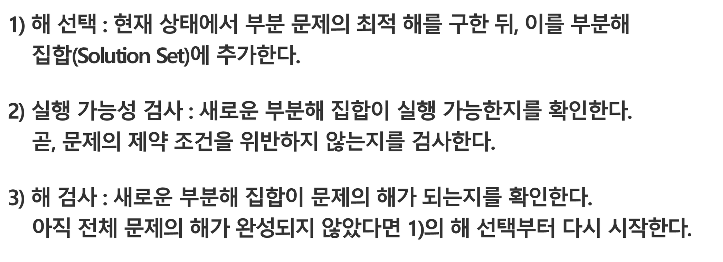 1) 해 선택 : 현재 상태에서 부분 문제의 최적 해를 구한 뒤, 이를 부분해
집합(Solution Set)에 추가한다.
2) 실행 가능성 검사 : 새로운 부분해 집합이 실행 가능한지를 확인한다.
곧, 문제의 제약 조건을 위반하지 않는지를 검사한다.
3) 해 검사 : 새로운 부분해 집합이 문제의 해가 되는지를 확인한다.
아직 전체 문제의 해가 완성되지 않았다면 1)의 해 선택부터 다시 시작한다.